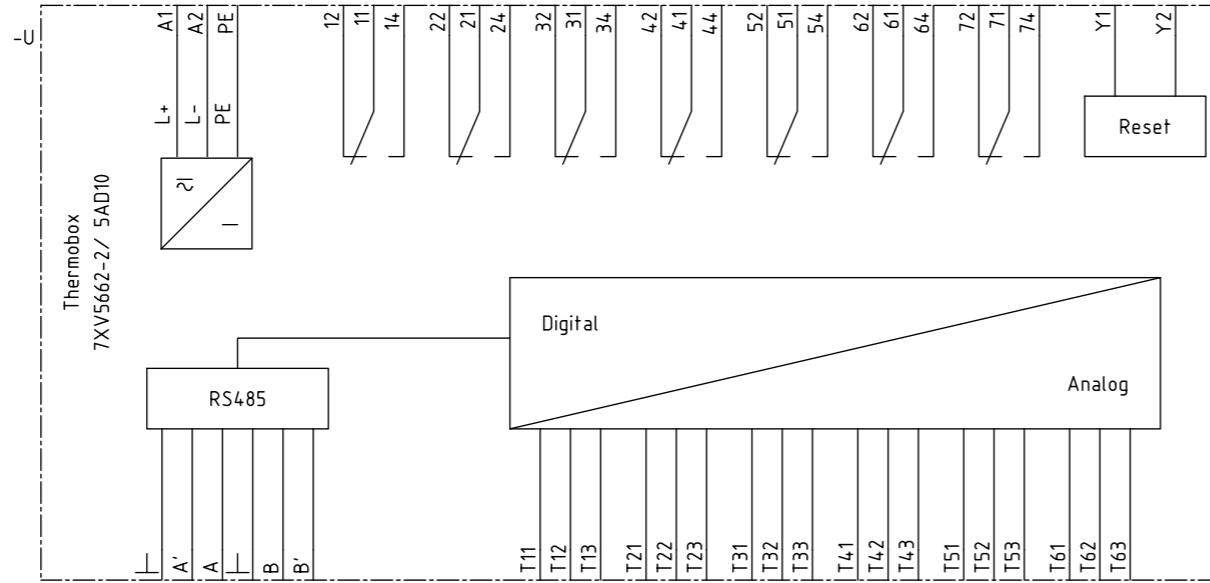 -U
A1
A2
PE
12
11
14
22
21
24
32
31
34
42
41
44
52
51
54
62
61
64
72
71
74
Y1
Y2
L+
L-
PE
Reset
Thermobox
7XV5662-2/ 5AD10
Digital
Analog
RS485
A'
A
B
B'
T11
T12
T13
T21
T22
T23
T31
T32
T33
T41
T42
T43
T51
T52
T53
T61
T62
T63